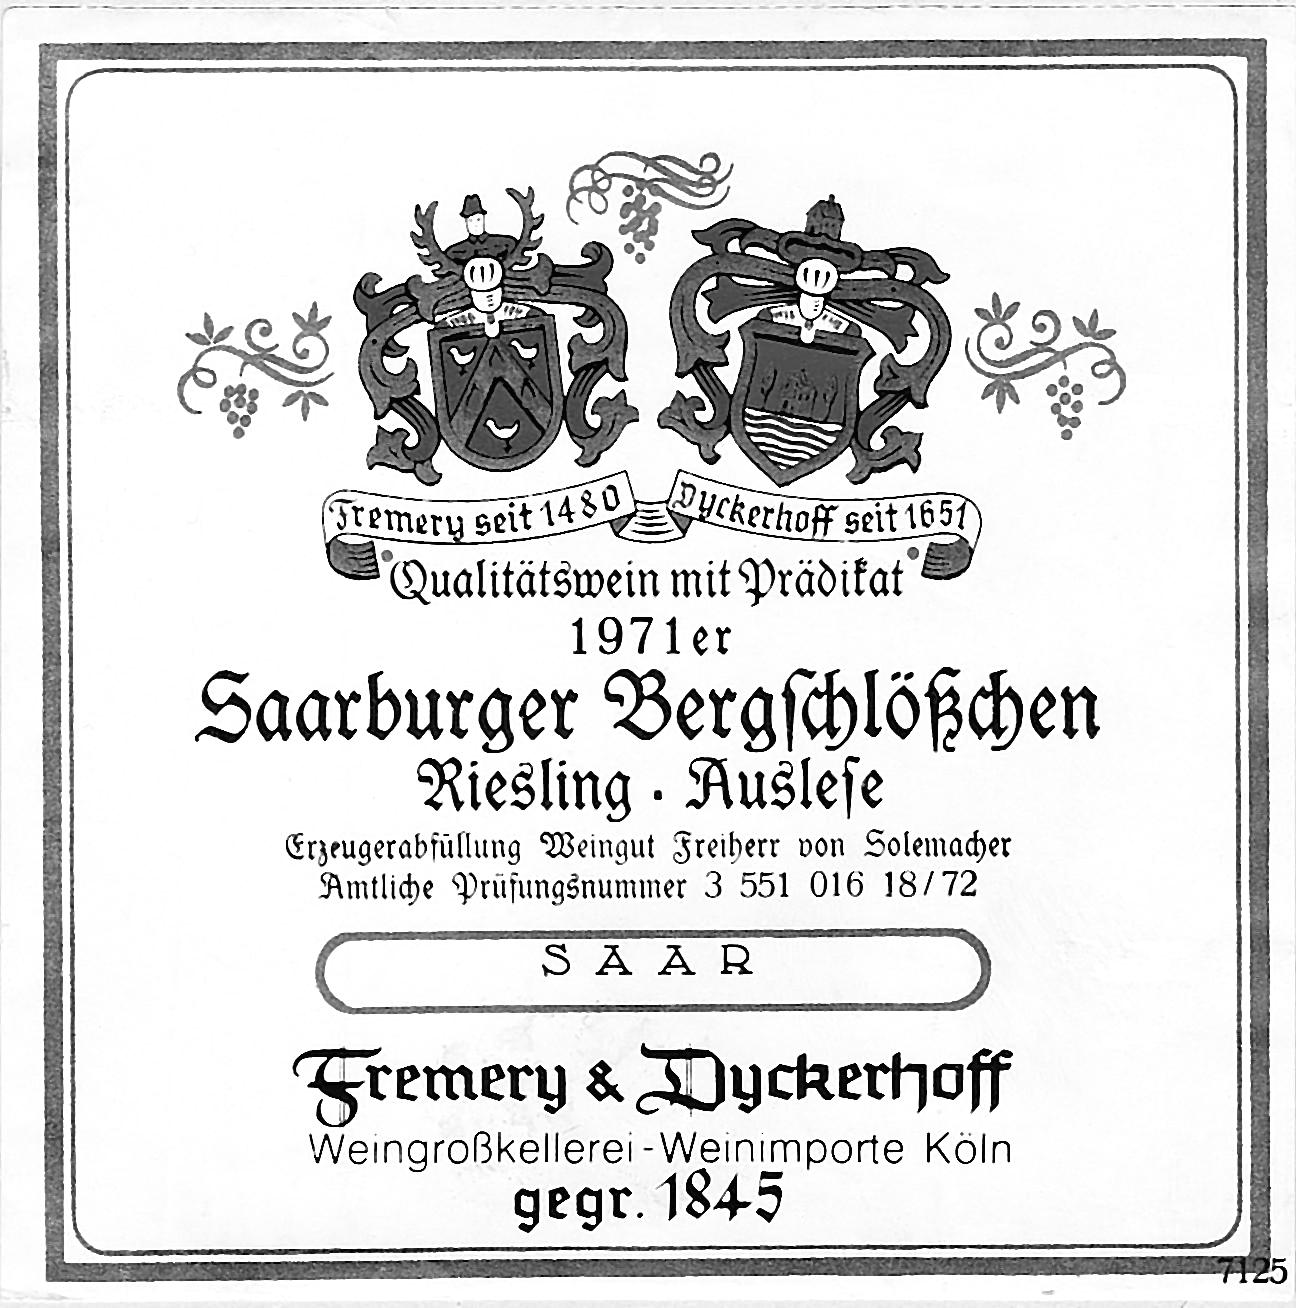 Fremery seit 1480 Dyckerhoff seit 1651
Qualitätswein mit Prädikat
1971er
Saarburger Bergſchlößchen
Riesling · Ausleſe
Erzeugerabfüllung Weingut Freiherr von Solemacher
Amtliche Prüfungsnummer 3 551 016 18/72
SAAR
Fremery & Dyckerhoff
Weingroßkellerei-Weinimporte Köln
gegr. 1845
7125